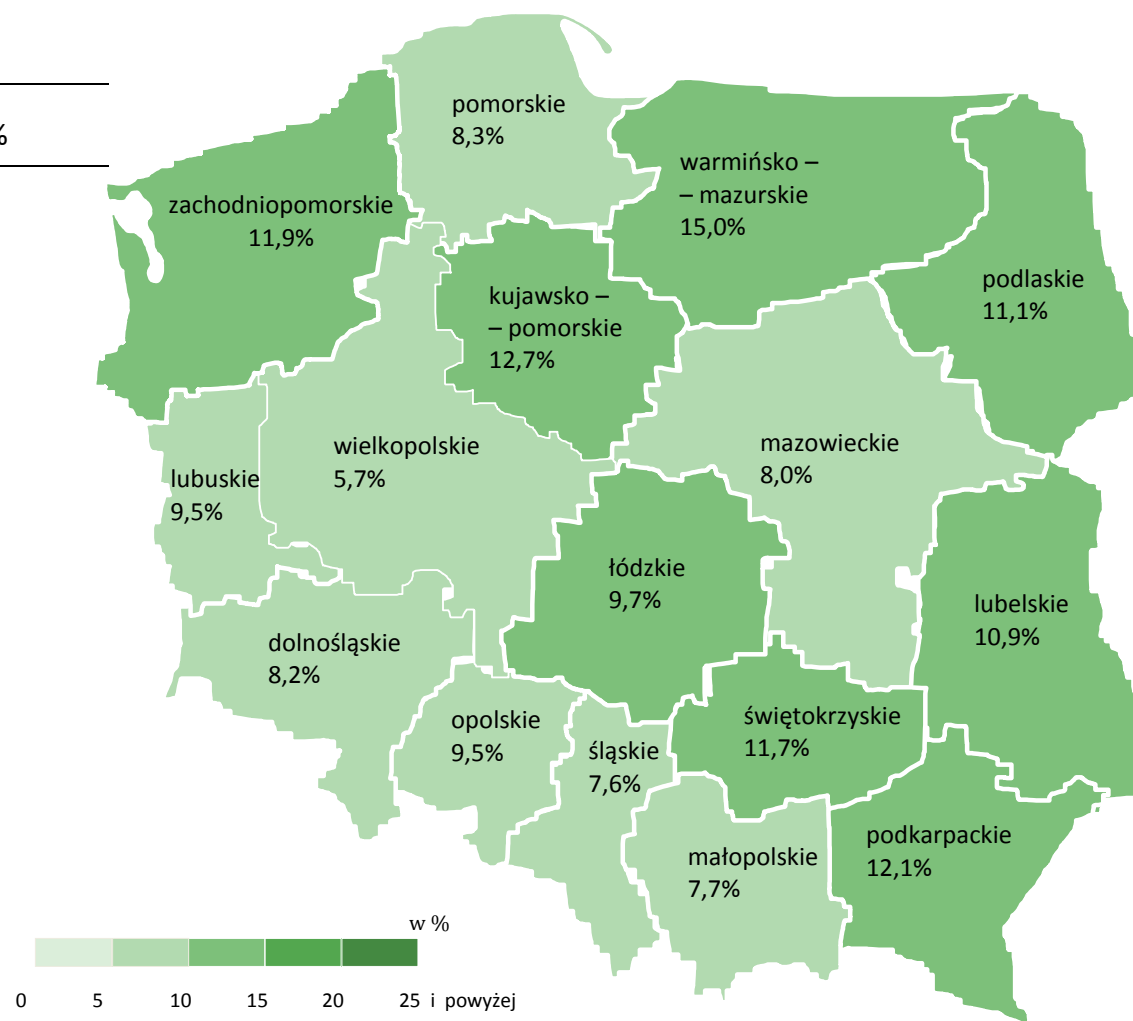 %
pomorskie
8,3%
warmińsko –
– mazurskie
15,0%
zachodniopomorskie
11,9%
podlaskie
11,1%
kujawsko –
– pomorskie
12,7%
wielkopolskie
5,7%
mazowieckie
8,0%
lubuskie
9,5%
łódzkie
9,7%
lubelskie
10,9%
dolnośląskie
8,2%
opolskie
9,5%
świętokrzyskie
11,7%
śląskie
7,6%
podkarpackie
12,1%
małopolskie
7,7%
w %
0 5 10 15 20 25 i powyżej